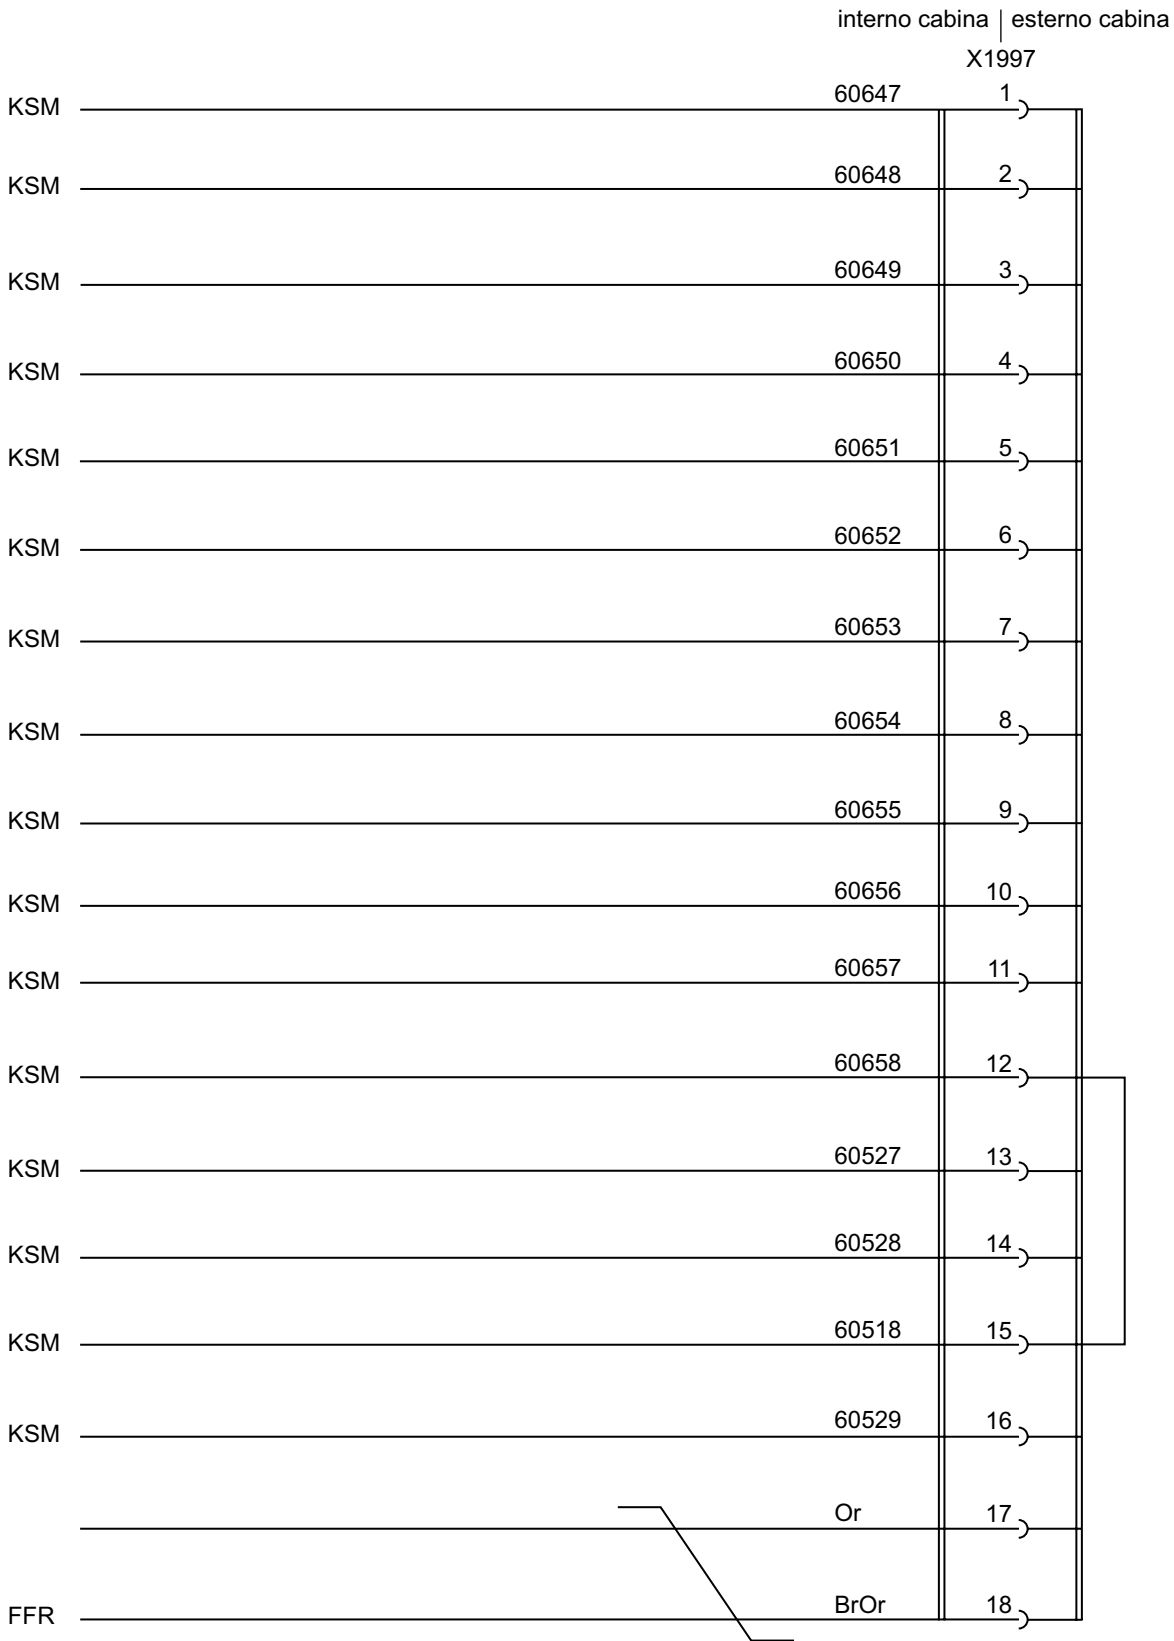 interno cabina esterno cabina
X1997
KSM 60647 1
KSM 60648 2
KSM 60649 3
KSM 60650 4
KSM 60651 5
KSM 60652 6
KSM 60653 7
KSM 60654 8
KSM 60655 9
KSM 60656 10
KSM 60657 11
KSM 60658 12
KSM 60527 13
KSM 60528 14
KSM 60518 15
KSM 60529 16
Or 17
FFR BrOr 18